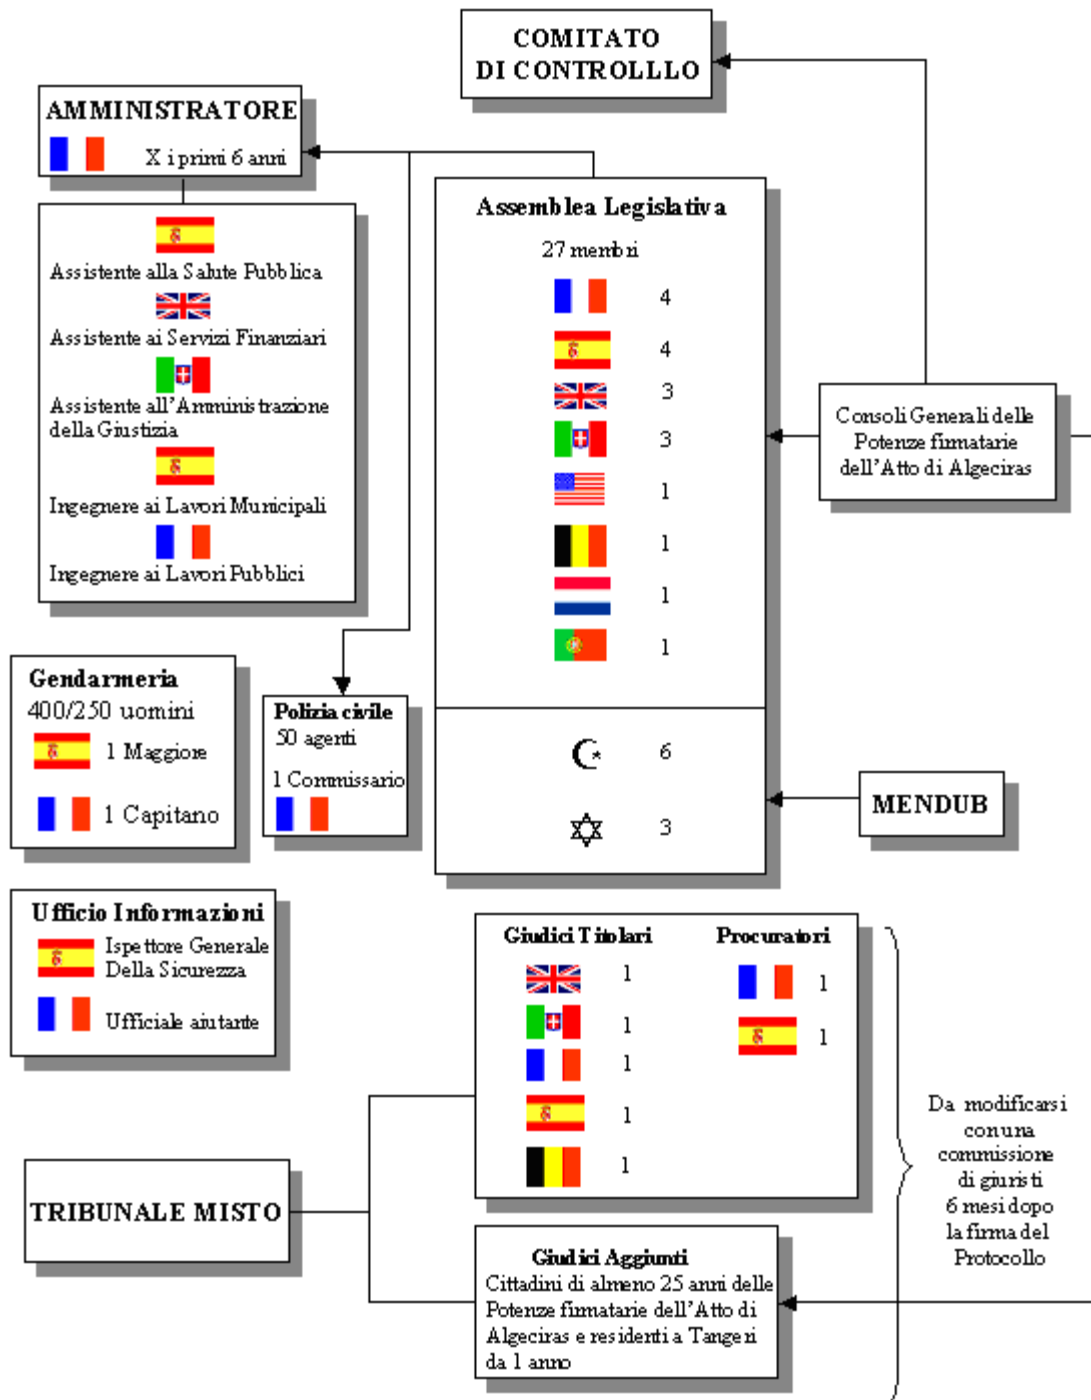 COMITATO
DI CONTROLLLO
AMMINISTRATORE
X i primi 6 anni
Assistente alla Salute Pubblica
Assistente ai Servizi Finanziari
Assistente all'Amministrazione
della Giustizia
Ingegnere ai Lavori Municipali
Ingegnere ai Lavori Pubblici
Assemblea Legislativa
27 membri
4
4
3
3
1
1
1
1
6
3
Consoli Generali delle
Potenze firmatarie
dell'Atto di Algeciras
MENDUB
Gendarmeria
400/250 uomini
1 Maggiore
1 Capitano
Polizia civile
50 agenti
1 Commissario
Ufficio Informazioni
Ispettore Generale
Della Sicurezza
Ufficiale aiutante
Giudici Titolari
1
1
1
1
1
Procuratori
1
1
TRIBUNALE MISTO
Giudici Aggiunti
Cittadini di almeno 25 anni delle
Potenze firmatarie dell'Atto di
Algeciras e residenti a Tangeri
da 1 anno
Da modificarsi
con una
commissione
di giuristi
6 mesi dopo
la firma del
Protocollo